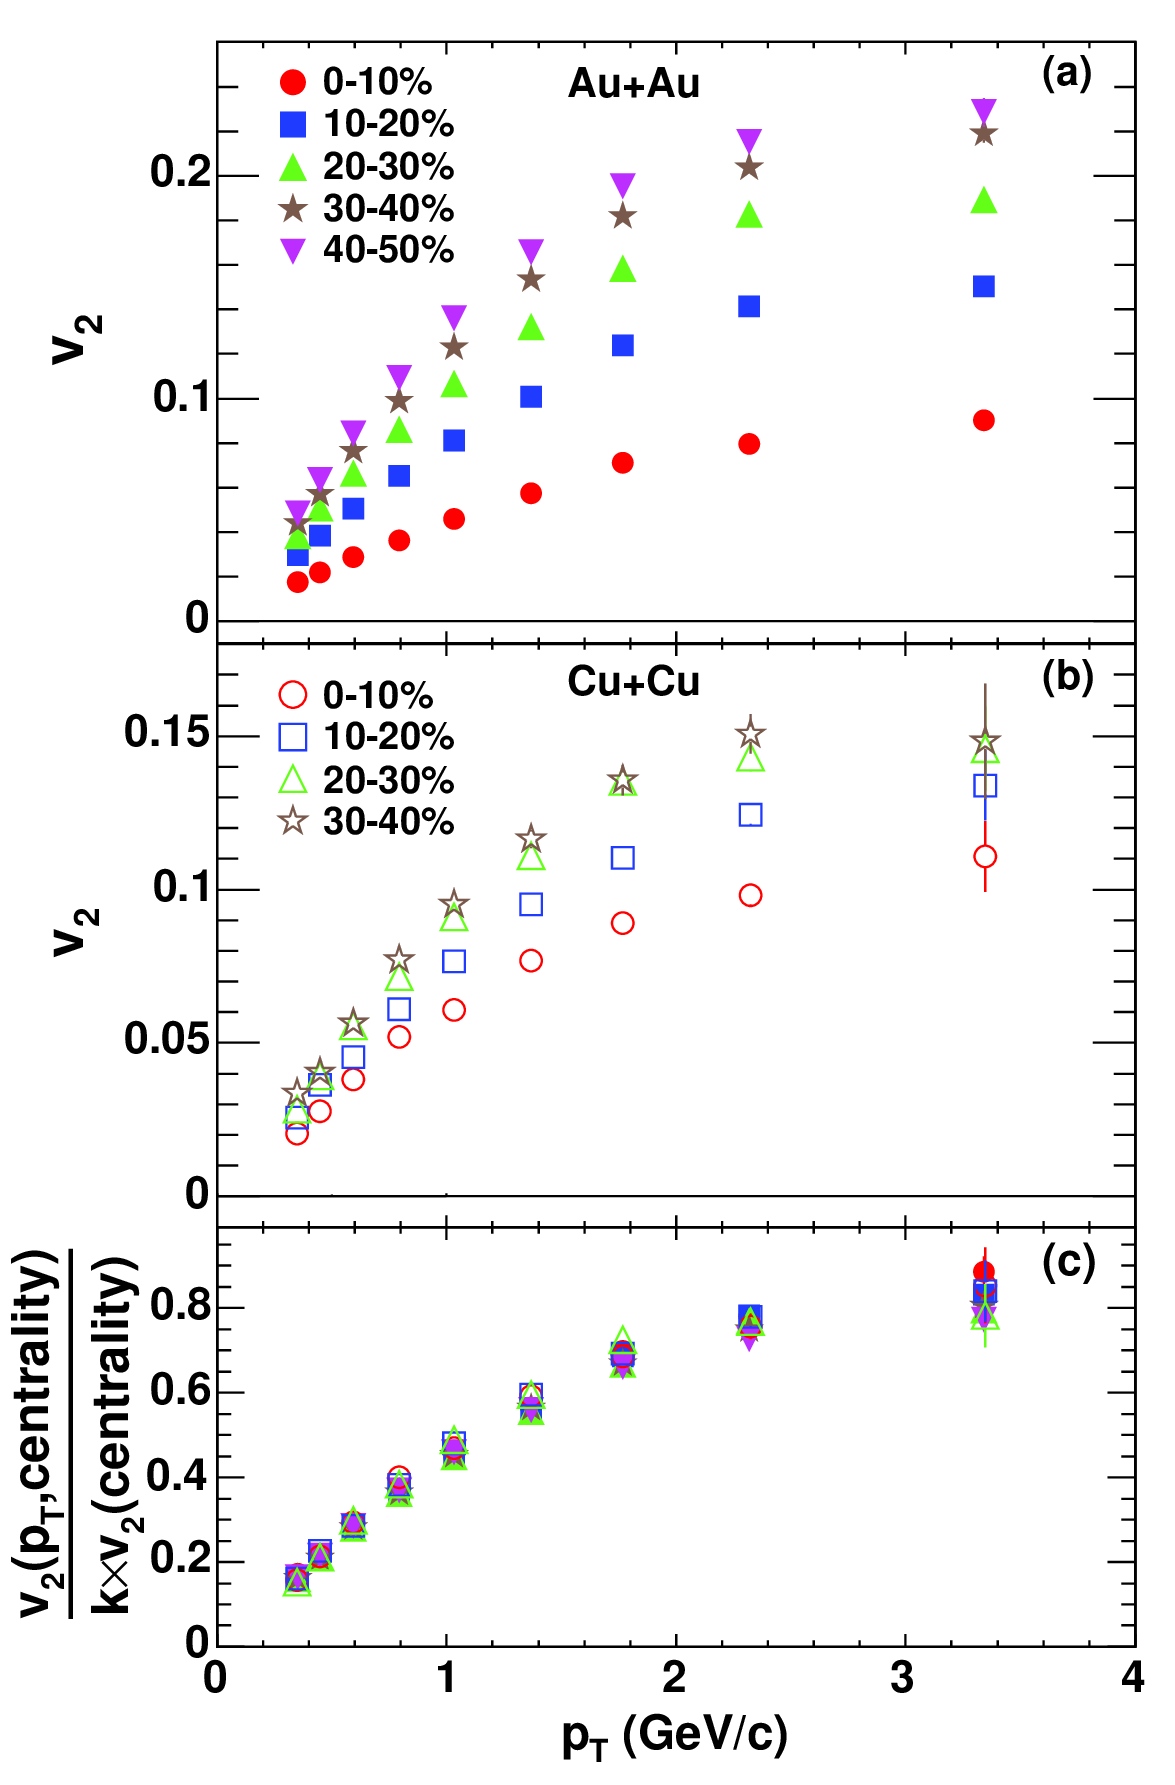 (a)
Au+Au
0-10%
10-20%
20-30%
30-40%
40-50%
v2
0.2
0.1
0
(b)
Cu+Cu
0-10%
10-20%
20-30%
30-40%
v2
0.15
0.1
0.05
0
(c)
v2(pT,centrality)
k×v2(centrality)
0.8
0.6
0.4
0.2
0
0 1 2 3 4
pT (GeV/c)